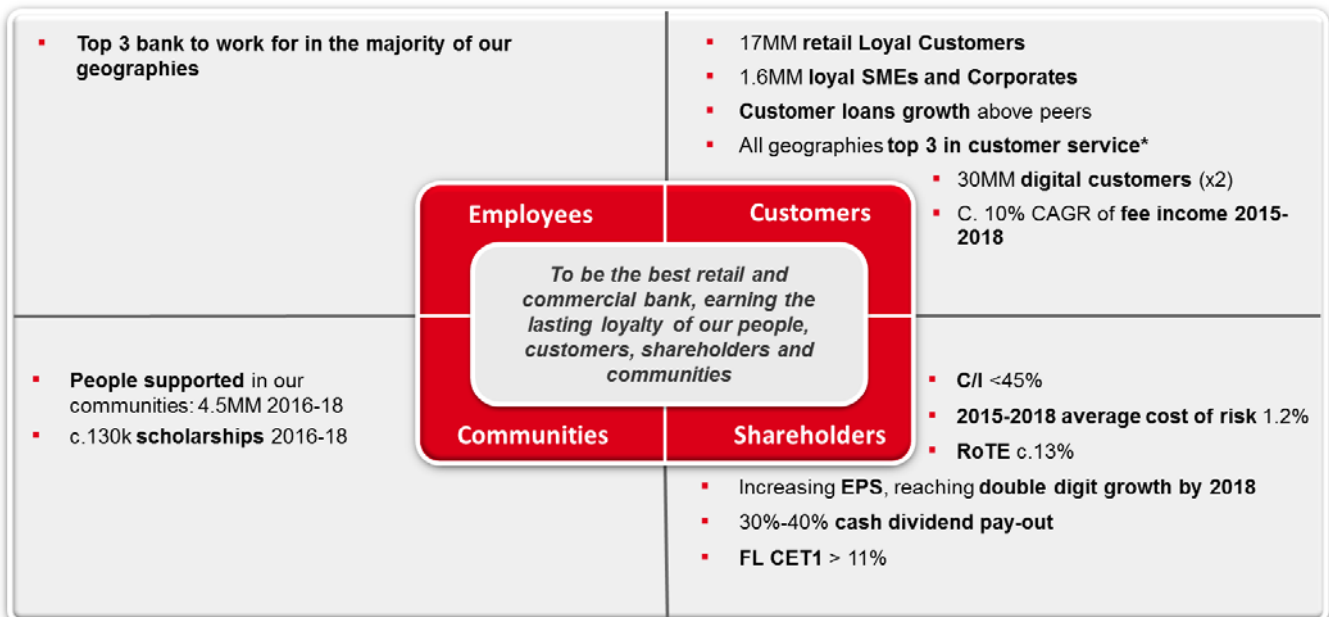 ▪ Top 3 bank to work for in the majority of our
geographies
▪ 17MM retail Loyal Customers
▪ 1.6MM loyal SMEs and Corporates
▪ Customer loans growth above peers
▪ All geographies top 3 in customer service*
▪ 30MM digital customers (x2)
▪ C. 10% CAGR of fee income 2015-
2018
Employees
Customers
To be the best retail and
commercial bank, earning the
lasting loyalty of our people,
customers, shareholders and
communities
▪ People supported in our
communities: 4.5MM 2016-18
▪ c.130k scholarships 2016-18
Communities
Shareholders
▪ C/I <45%
▪ 2015-2018 average cost of risk 1.2%
▪ RoTE c.13%
▪ Increasing EPS, reaching double digit growth by 2018
▪ 30%-40% cash dividend pay-out
▪ FL CET1 > 11%